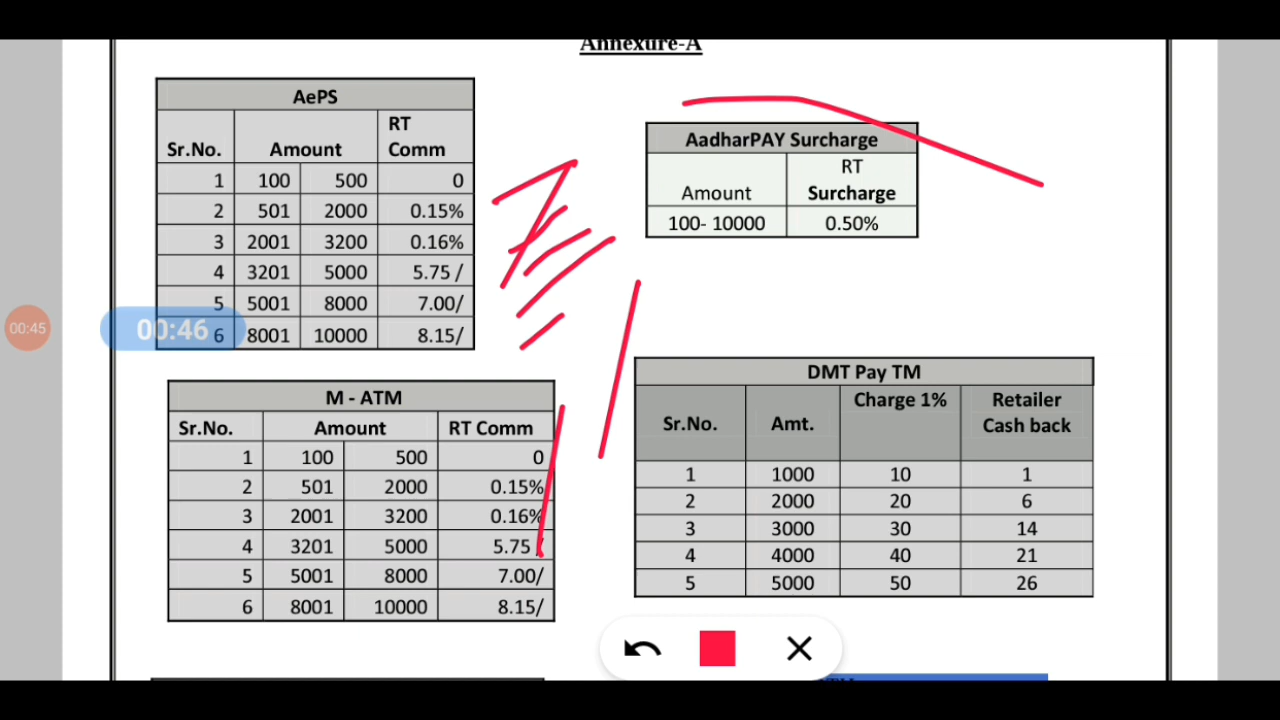 Annexure-A
AePS
Sr.No. Amount RT Comm
1 100 500 0
2 501 2000 0.15%
3 2001 3200 0.16%
4 3201 5000 5.75 /
5 5001 8000 7.00/
6 8001 10000 8.15/
00:45
00:46
AadharPAY Surcharge
Amount RT Surcharge
100- 10000 0.50%
M - ATM
Sr.No. Amount RT Comm
1 100 500 0
2 501 2000 0.15%
3 2001 3200 0.16%
4 3201 5000 5.75 /
5 5001 8000 7.00/
6 8001 10000 8.15/
DMT Pay TM
Sr.No. Amt. Charge 1% Retailer Cash back
1 1000 10 1
2 2000 20 6
3 3000 30 14
4 4000 40 21
5 5000 50 26